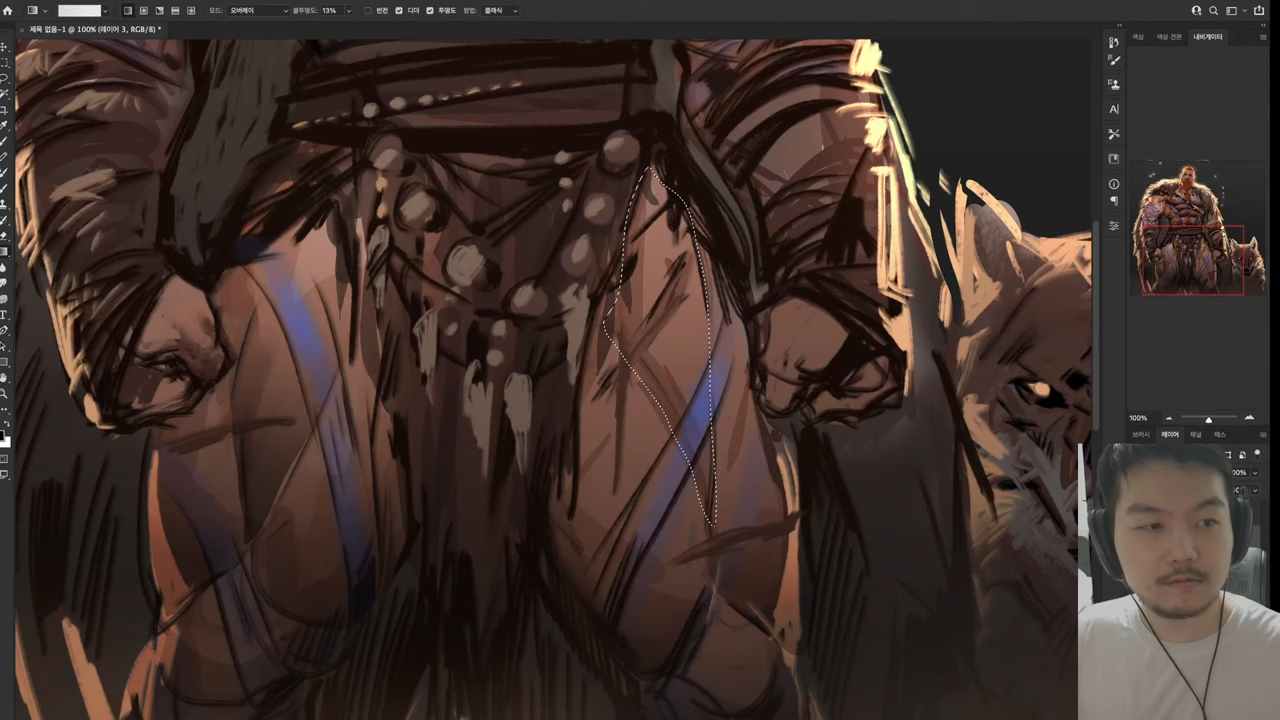 모드: 오버레이 불투명도: 13% 반전 디더 투명도 방법: 클래식
제목 없음-1 @ 100% (레이어 3, RGB/8) *
색상 색상 견본 내비게이터
100%
브러시 레이어 채널 패스